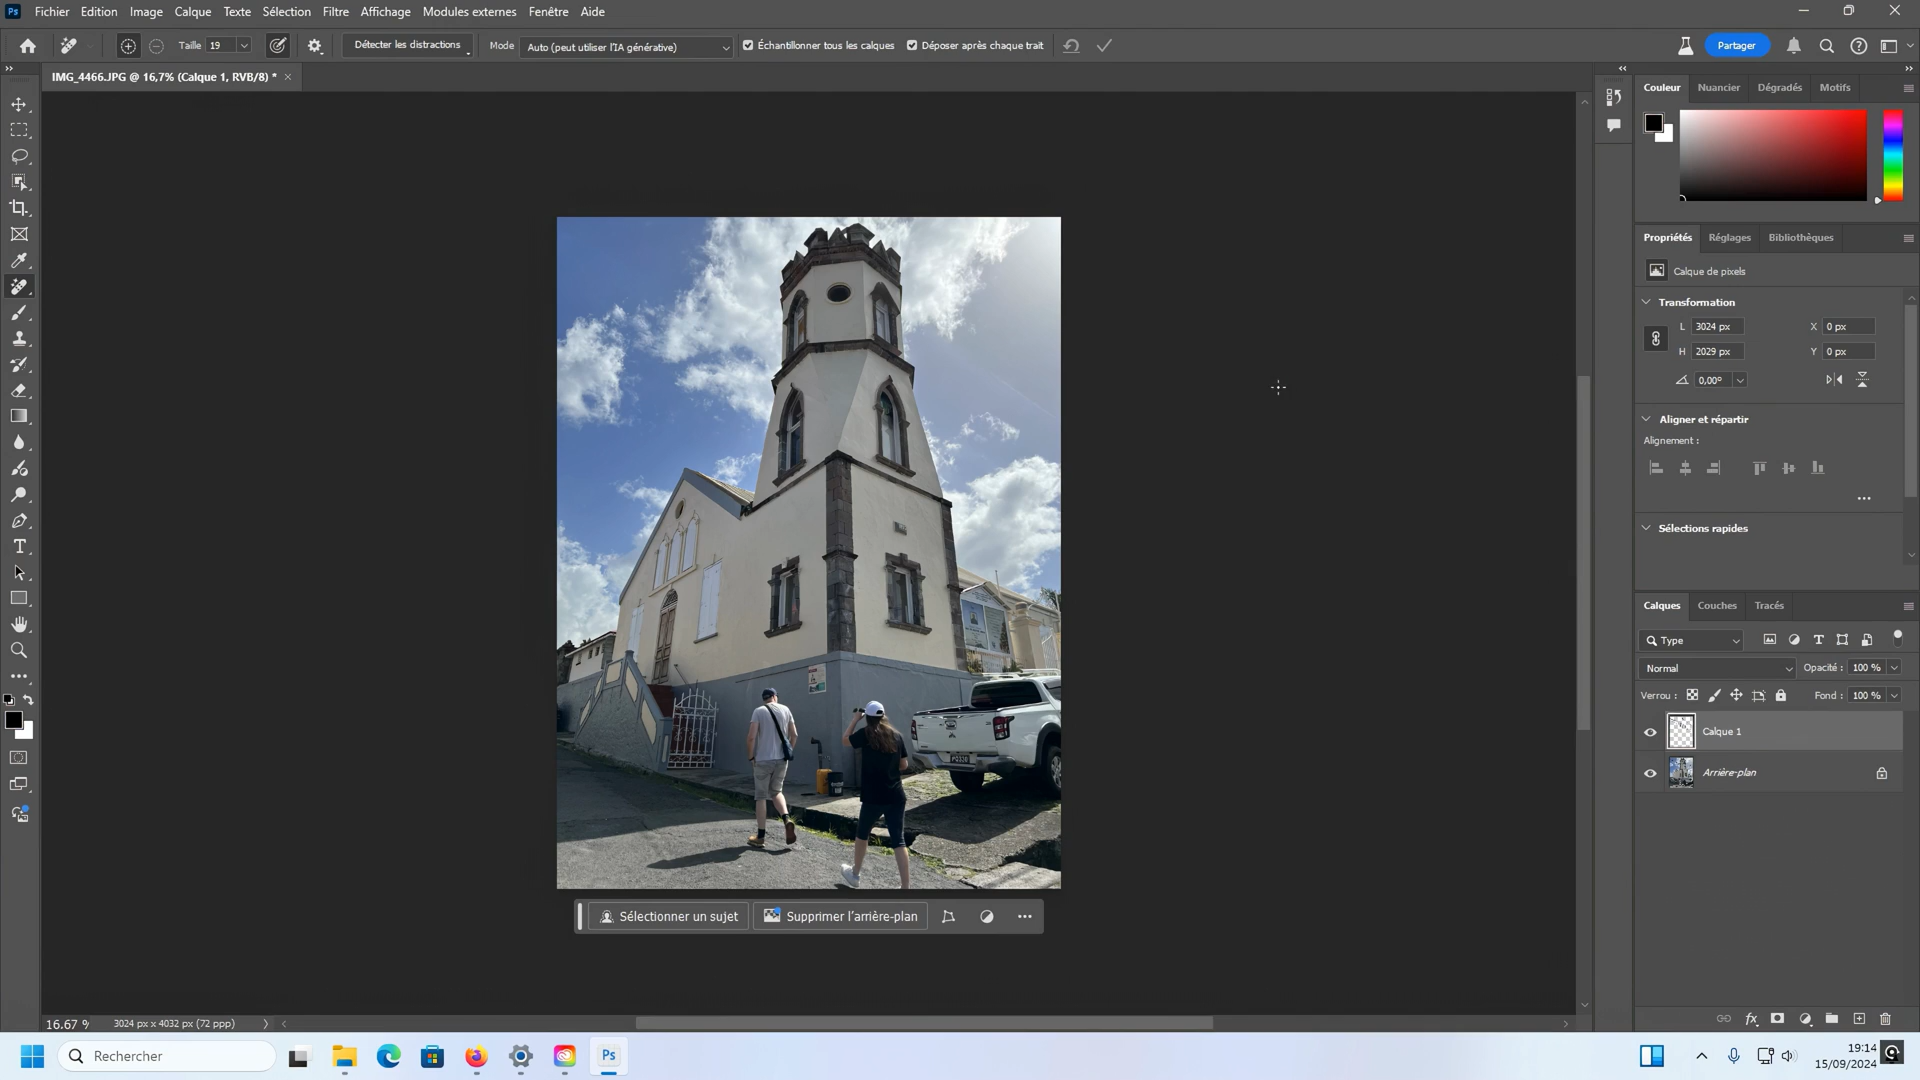 Ps Fichier Edition Image Calque Texte Sélection Filtre Affichage Modules externes Fenêtre Aide
Taille 19 Détecter les distractions Mode Auto (peut utiliser l'IA générative) Échantillonner tous les calques Déposer après chaque trait Partager
IMG_4466.JPG @ 16,7% (Calque 1, RVB/8) * ×
Couleur Nuancier Dégradés Motifs
Propriétés Réglages Bibliothèques
Calque de pixels
Transformation
L 3024 px X 0 px
H 2029 px Y 0 px
0,00°
Aligner et répartir
Alignement :
Sélections rapides
Calques Couches Tracés
Type
Normal Opacité : 100 %
Verrou : Fond : 100 %
Calque 1
Arrière-plan
Sélectionner un sujet Supprimer l'arrière-plan
16.67 % 3024 px x 4032 px (72 ppp)
Rechercher
Ps
19:14
15/09/2024